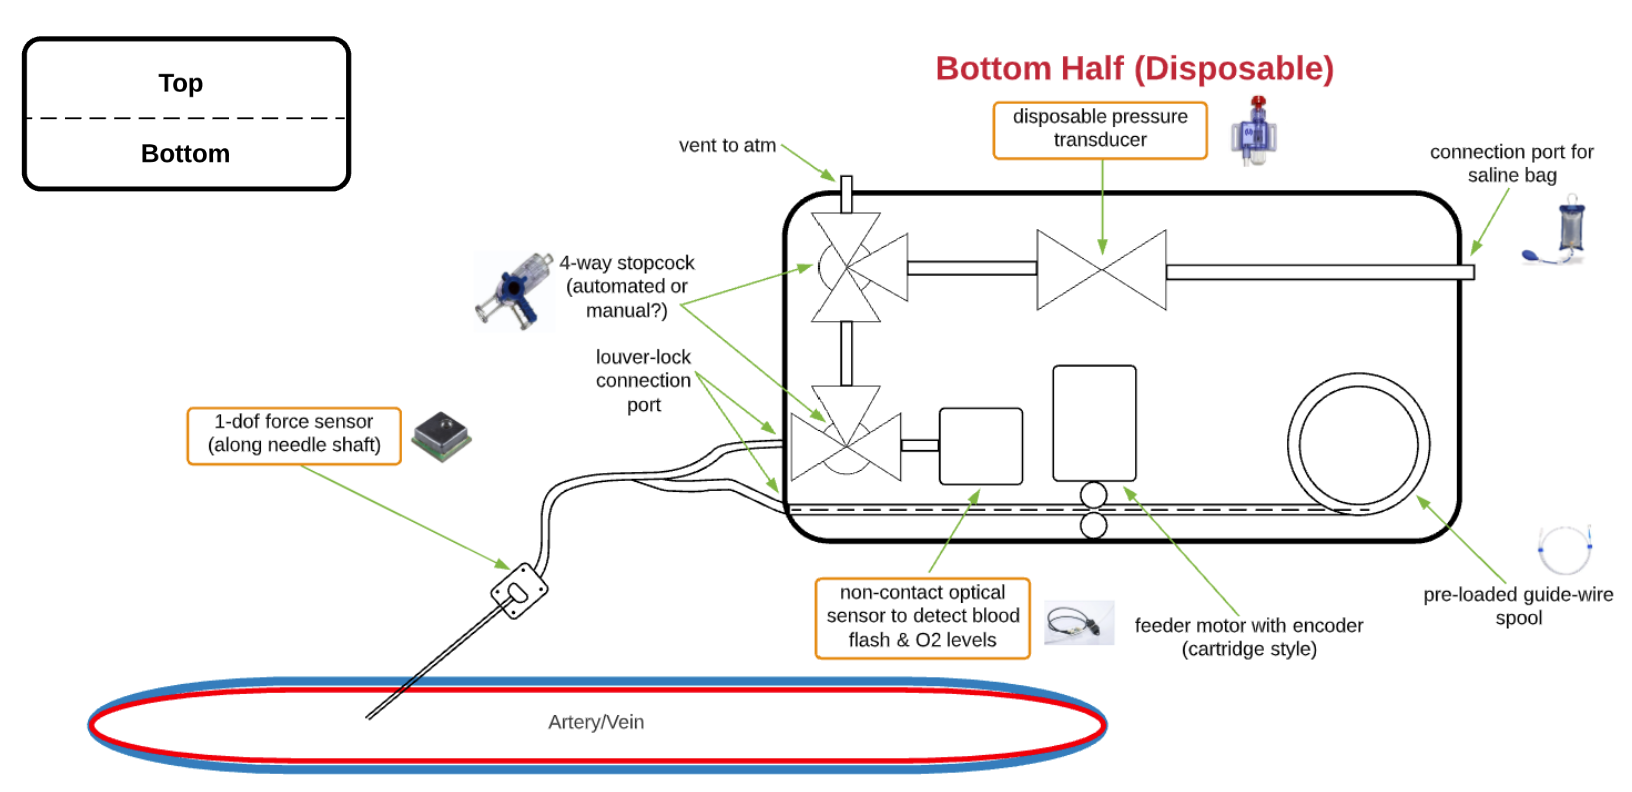 Top
Bottom
Bottom Half (Disposable)
disposable pressure
transducer
vent to atm
connection port for
saline bag
4-way stopcock
(automated or
manual?)
louver-lock
connection
port
1-dof force sensor
(along needle shaft)
non-contact optical
sensor to detect blood
flash & O2 levels
feeder motor with encoder
(cartridge style)
pre-loaded guide-wire
spool
Artery/Vein